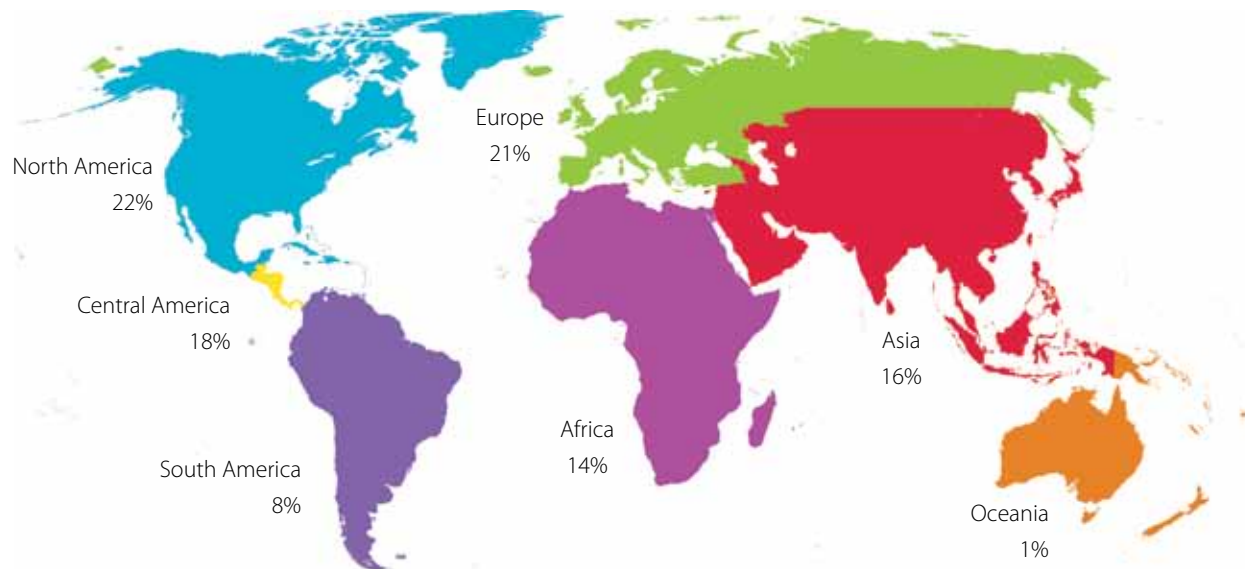 North America
22%
Central America
18%
South America
8%
Europe
21%
Africa
14%
Asia
16%
Oceania
1%